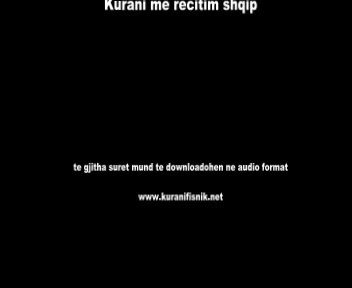 Kurani me recitim shqip
te gjitha suret mund te downloadohen ne audio format
www.kuranifisnik.net